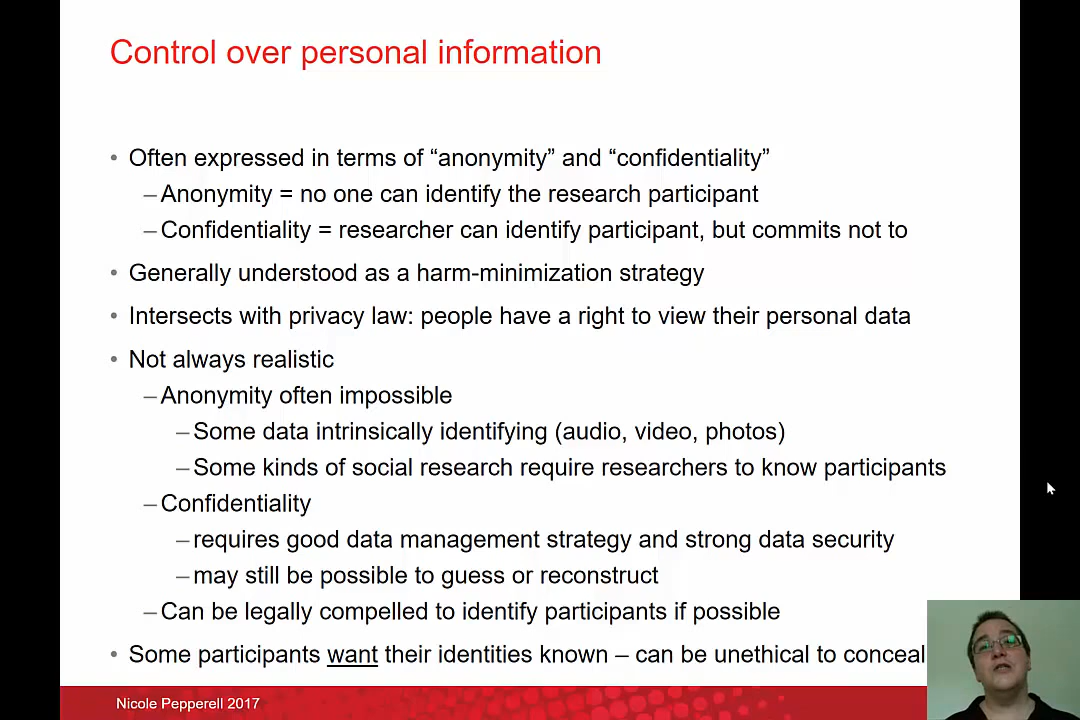 Control over personal information
• Often expressed in terms of “anonymity” and “confidentiality”
–Anonymity = no one can identify the research participant
–Confidentiality = researcher can identify participant, but commits not to
• Generally understood as a harm-minimization strategy
• Intersects with privacy law: people have a right to view their personal data
• Not always realistic
–Anonymity often impossible
–Some data intrinsically identifying (audio, video, photos)
–Some kinds of social research require researchers to know participants
–Confidentiality
–requires good data management strategy and strong data security
–may still be possible to guess or reconstruct
–Can be legally compelled to identify participants if possible
• Some participants want their identities known – can be unethical to conceal
Nicole Pepperell 2017